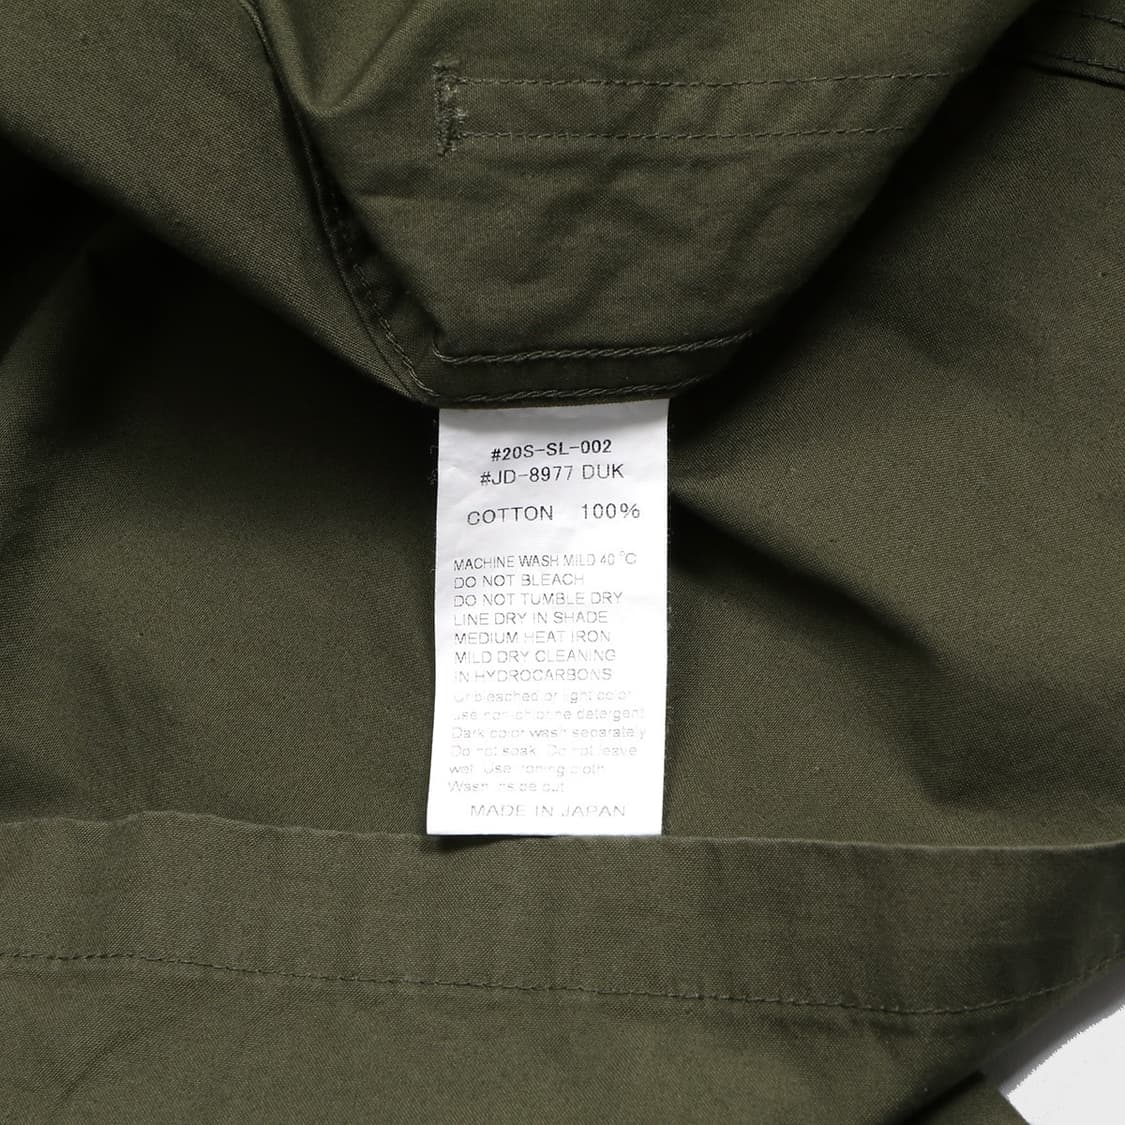 #20S-SL-002
#JD-8977 DUK
COTTON 100%
MACHINE WASH MILD 40 °C
DO NOT BLEACH
DO NOT TUMBLE DRY
LINE DRY IN SHADE
MEDIUM HEAT IRON
MILD DRY CLEANING
IN HYDROCARBONS
Unbleached or light color
use non-chlorine detergent
Dark color wash separately
Do not soak. Do not leave
wet. Use ironing cloth.
Wash inside out.
MADE IN JAPAN